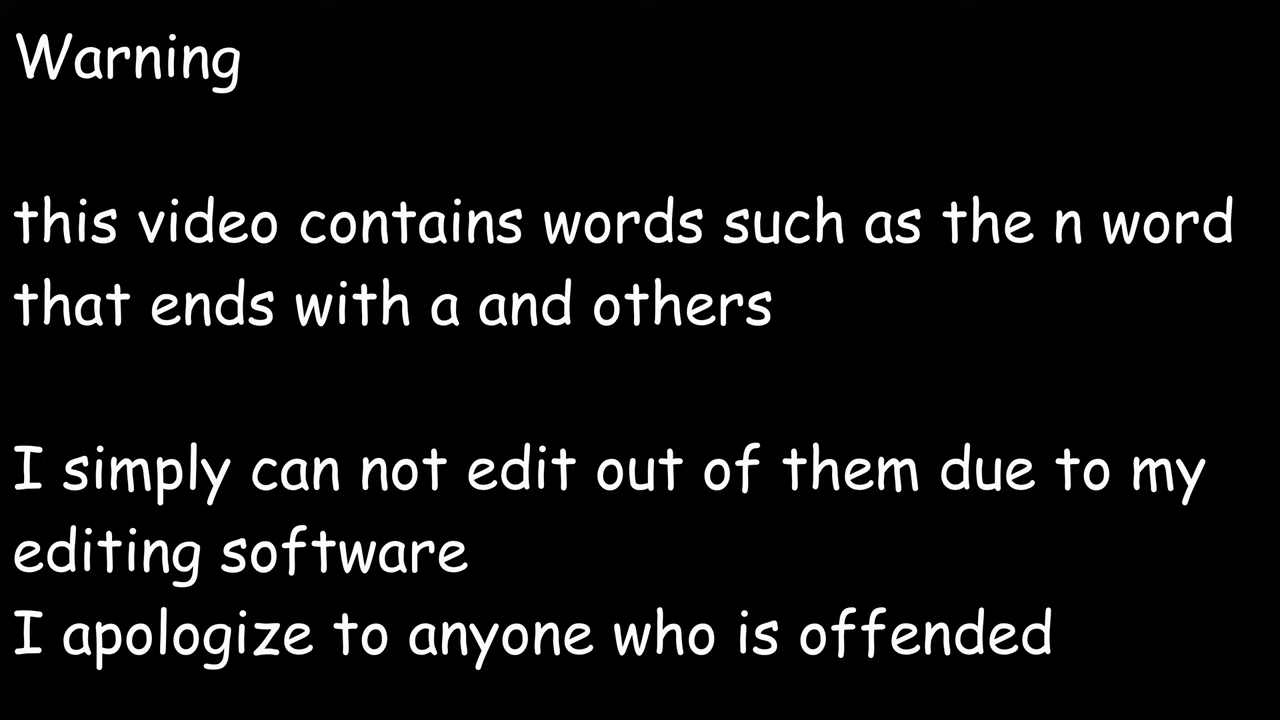 Warning
this video contains words such as the n word
that ends with a and others
I simply can not edit out of them due to my
editing software
I apologize to anyone who is offended